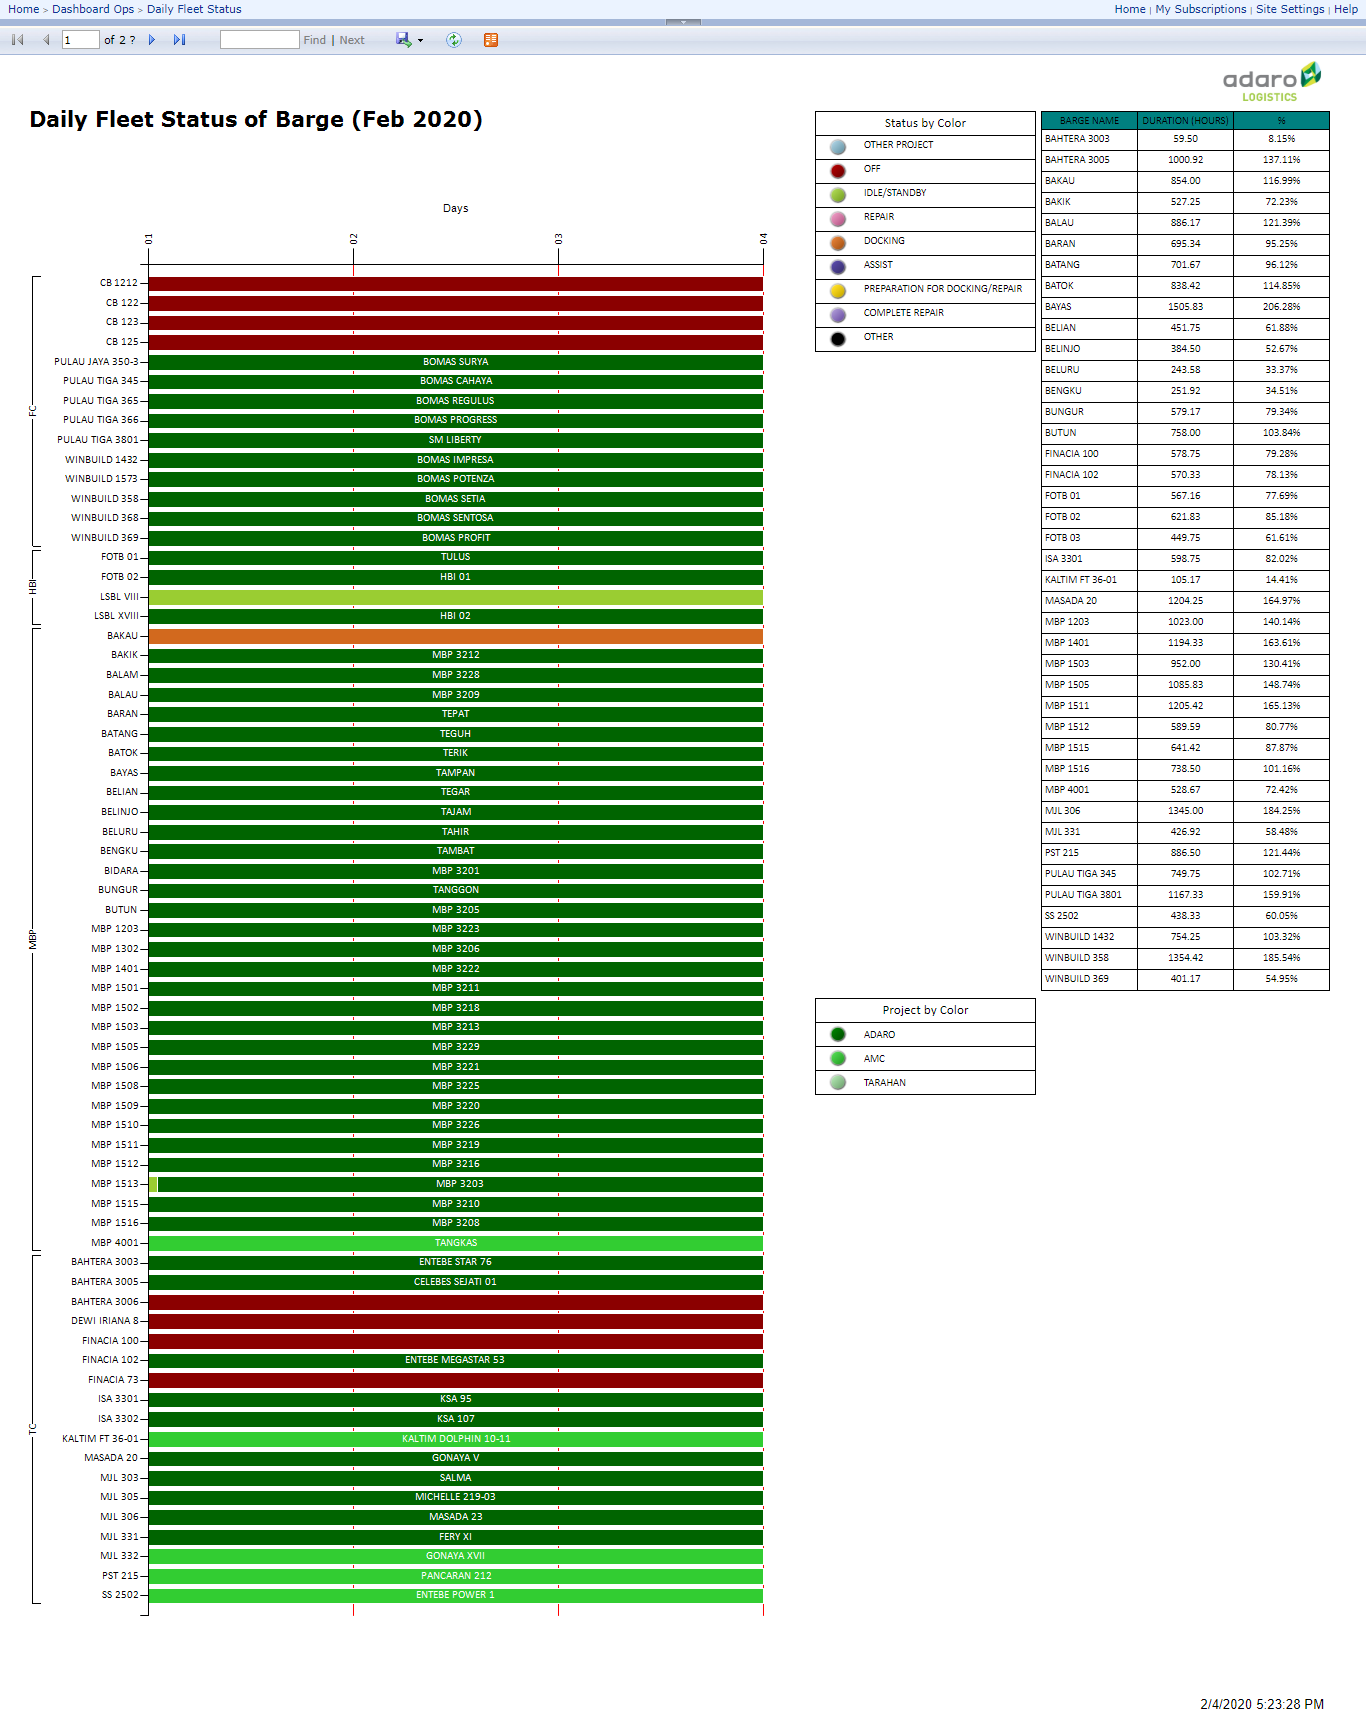 Home > Dashboard Ops > Daily Fleet Status
Home | My Subscriptions | Site Settings | Help
1 of 2 ? Find | Next
adaro
LOGISTICS
Daily Fleet Status of Barge (Feb 2020)
Days
01 02 03 04
FC
CB 1212
CB 122
CB 123
CB 125
PULAU JAYA 350-3 BOMAS SURYA
PULAU TIGA 345 BOMAS CAHAYA
PULAU TIGA 365 BOMAS REGULUS
PULAU TIGA 366 BOMAS PROGRESS
PULAU TIGA 3801 SM LIBERTY
WINBUILD 1432 BOMAS IMPRESA
WINBUILD 1573 BOMAS POTENZA
WINBUILD 358 BOMAS SETIA
WINBUILD 368 BOMAS SENTOSA
WINBUILD 369 BOMAS PROFIT
HBI
FOTB 01 TULUS
FOTB 02 HBI 01
LSBL VIII
LSBL XVIII HBI 02
MBP
BAKAU
BAKIK MBP 3212
BALAM MBP 3228
BALAU MBP 3209
BARAN TEPAT
BATANG TEGUH
BATOK TERIK
BAYAS TAMPAN
BELIAN TEGAR
BELINJO TAJAM
BELURU TAHIR
BENGKU TAMBAT
BIDARA MBP 3201
BUNGUR TANGGON
BUTUN MBP 3205
MBP 1203 MBP 3223
MBP 1302 MBP 3206
MBP 1401 MBP 3222
MBP 1501 MBP 3211
MBP 1502 MBP 3218
MBP 1503 MBP 3213
MBP 1505 MBP 3229
MBP 1506 MBP 3221
MBP 1508 MBP 3225
MBP 1509 MBP 3220
MBP 1510 MBP 3226
MBP 1511 MBP 3219
MBP 1512 MBP 3216
MBP 1513 MBP 3203
MBP 1515 MBP 3210
MBP 1516 MBP 3208
MBP 4001 TANGKAS
TC
BAHTERA 3003 ENTEBE STAR 76
BAHTERA 3005 CELEBES SEJATI 01
BAHTERA 3006
DEWI IRIANA 8
FINACIA 100
FINACIA 102 ENTEBE MEGASTAR 53
FINACIA 73
ISA 3301 KSA 95
ISA 3302 KSA 107
KALTIM FT 36-01 KALTIM DOLPHIN 10-11
MASADA 20 GONAYA V
MJL 303 SALMA
MJL 305 MICHELLE 219-03
MJL 306 MASADA 23
MJL 331 FERY XI
MJL 332 GONAYA XVII
PST 215 PANCARAN 212
SS 2502 ENTEBE POWER 1
Status by Color
OTHER PROJECT
OFF
IDLE/STANDBY
REPAIR
DOCKING
ASSIST
PREPARATION FOR DOCKING/REPAIR
COMPLETE REPAIR
OTHER
BARGE NAME DURATION (HOURS) %
BAHTERA 3003 59.50 8.15%
BAHTERA 3005 1000.92 137.11%
BAKAU 854.00 116.99%
BAKIK 527.25 72.23%
BALAU 886.17 121.39%
BARAN 695.34 95.25%
BATANG 701.67 96.12%
BATOK 838.42 114.85%
BAYAS 1505.83 206.28%
BELIAN 451.75 61.88%
BELINJO 384.50 52.67%
BELURU 243.58 33.37%
BENGKU 251.92 34.51%
BUNGUR 579.17 79.34%
BUTUN 758.00 103.84%
FINACIA 100 578.75 79.28%
FINACIA 102 570.33 78.13%
FOTB 01 567.16 77.69%
FOTB 02 621.83 85.18%
FOTB 03 449.75 61.61%
ISA 3301 598.75 82.02%
KALTIM FT 36-01 105.17 14.41%
MASADA 20 1204.25 164.97%
MBP 1203 1023.00 140.14%
MBP 1401 1194.33 163.61%
MBP 1503 952.00 130.41%
MBP 1505 1085.83 148.74%
MBP 1511 1205.42 165.13%
MBP 1512 589.59 80.77%
MBP 1515 641.42 87.87%
MBP 1516 738.50 101.16%
MBP 4001 528.67 72.42%
MJL 306 1345.00 184.25%
MJL 331 426.92 58.48%
PST 215 886.50 121.44%
PULAU TIGA 345 749.75 102.71%
PULAU TIGA 3801 1167.33 159.91%
SS 2502 438.33 60.05%
WINBUILD 1432 754.25 103.32%
WINBUILD 358 1354.42 185.54%
WINBUILD 369 401.17 54.95%
Project by Color
ADARO
AMC
TARAHAN
2/4/2020 5:23:28 PM